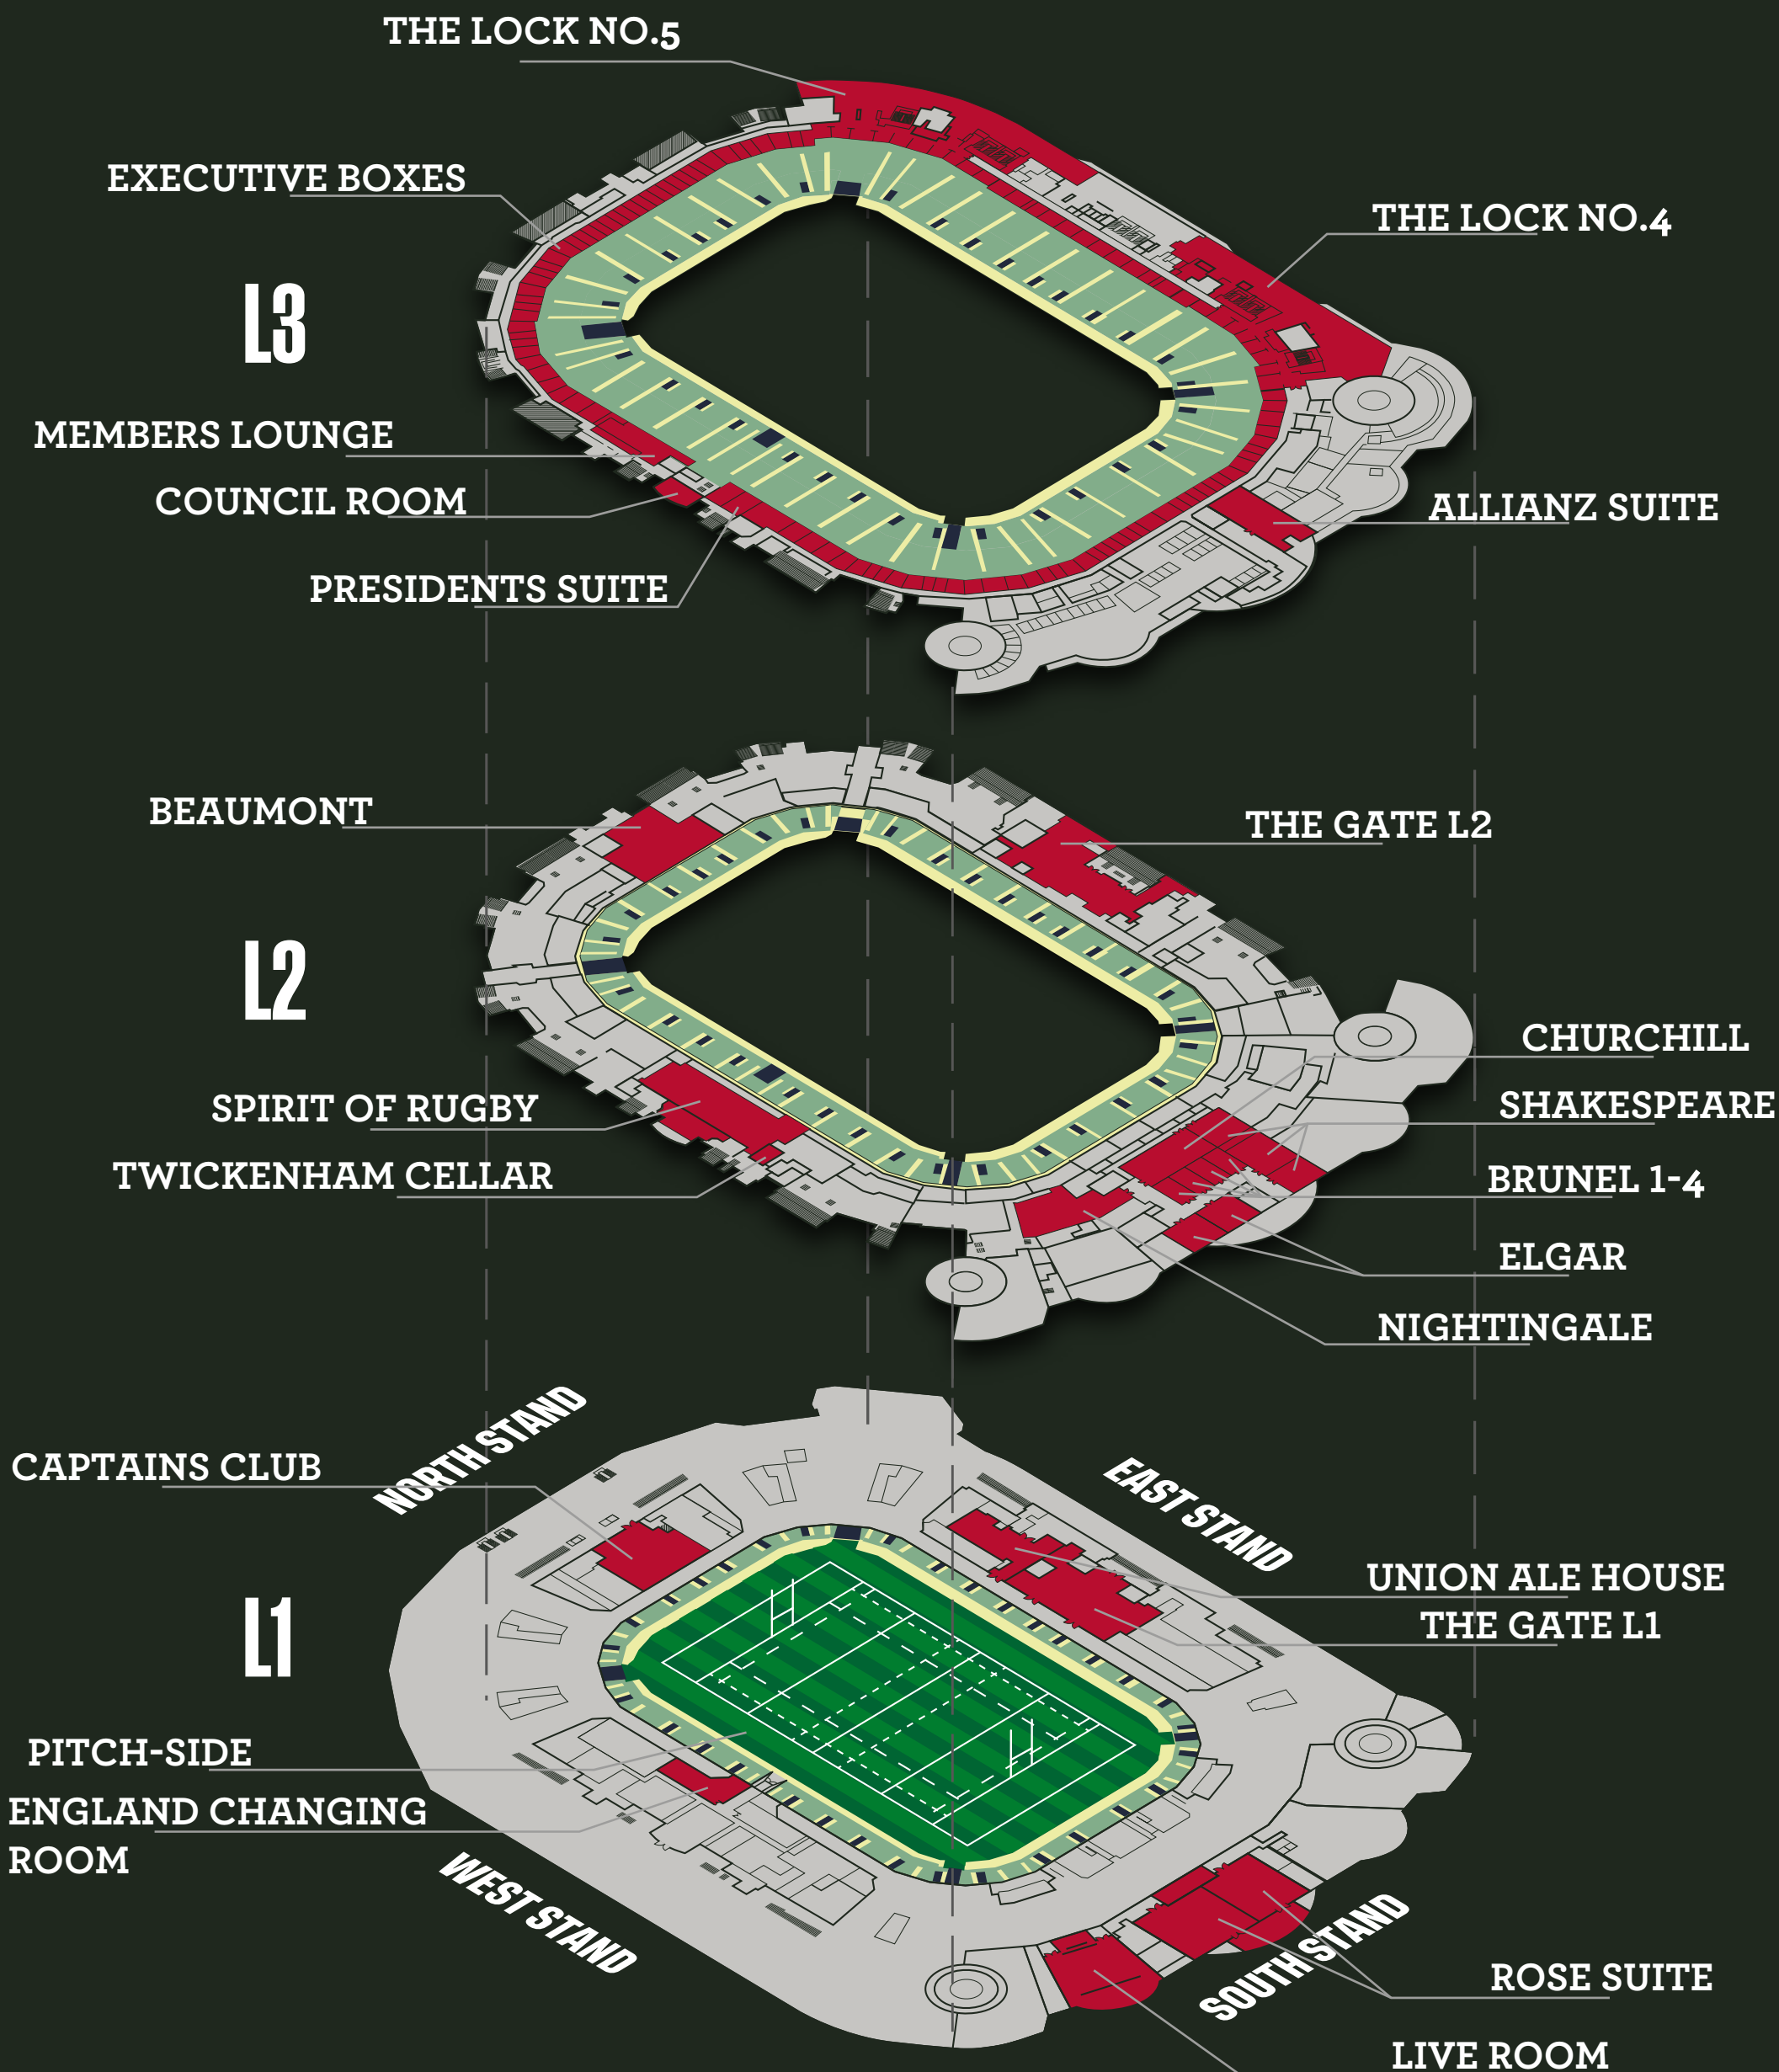 THE LOCK NO.5
EXECUTIVE BOXES
THE LOCK NO.4
L3
MEMBERS LOUNGE
COUNCIL ROOM
ALLIANZ SUITE
PRESIDENTS SUITE
BEAUMONT
THE GATE L2
L2
CHURCHILL
SHAKESPEARE
SPIRIT OF RUGBY
TWICKENHAM CELLAR
BRUNEL 1-4
ELGAR
NIGHTINGALE
NORTH STAND
CAPTAINS CLUB
EAST STAND
UNION ALE HOUSE
THE GATE L1
L1
PITCH-SIDE
ENGLAND CHANGING
ROOM
WEST STAND
SOUTH STAND
ROSE SUITE
LIVE ROOM